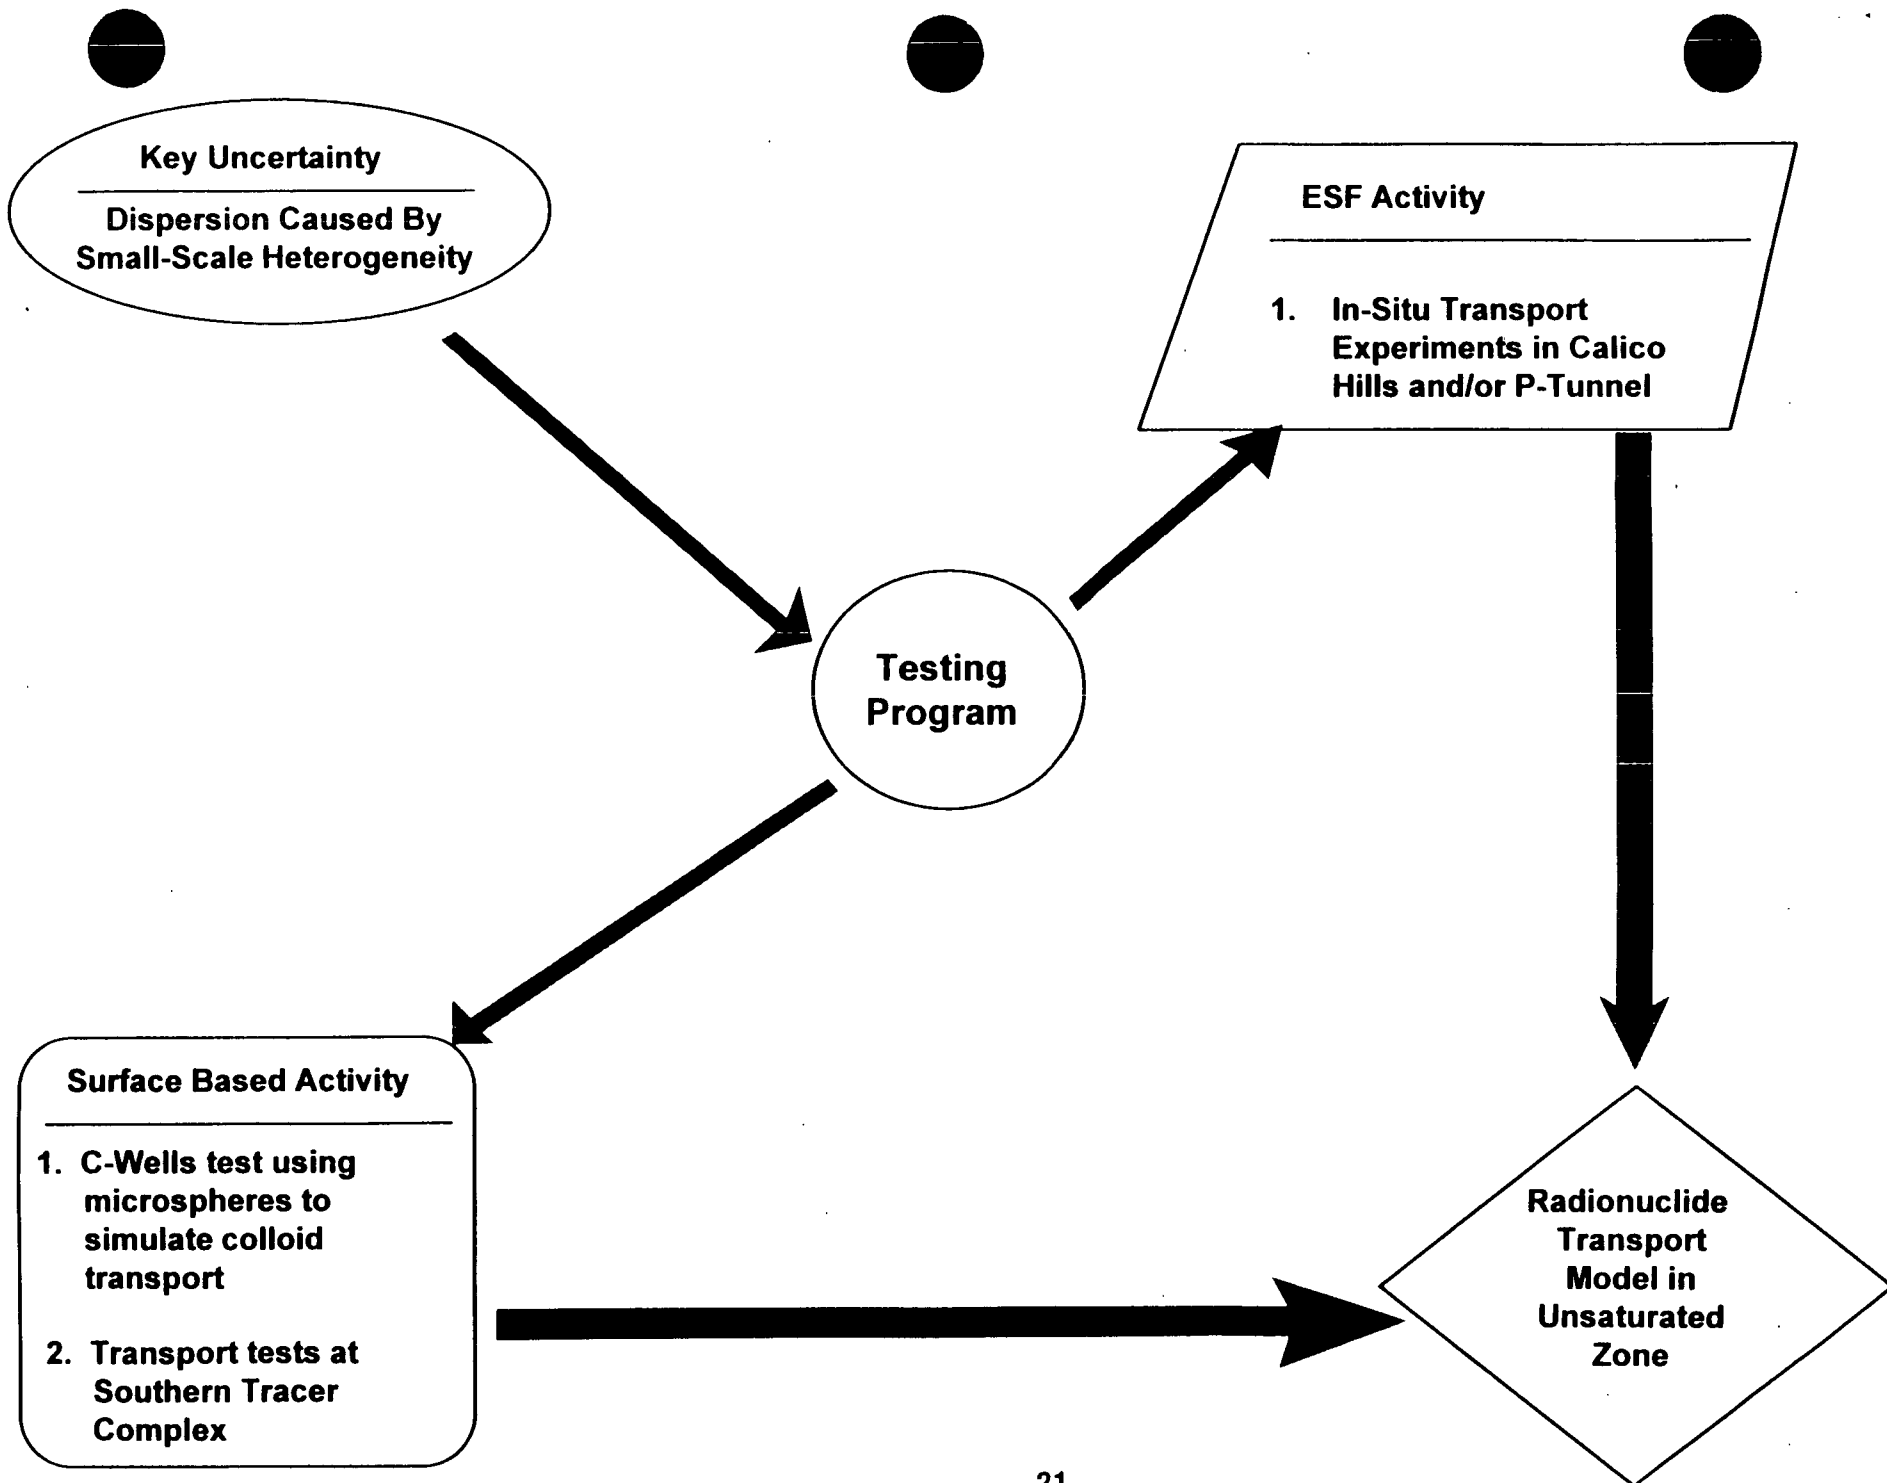 Key Uncertainty
Dispersion Caused By
Small-Scale Heterogeneity
ESF Activity
1. In-Situ Transport
Experiments in Calico
Hills and/or P-Tunnel
Testing
Program
Surface Based Activity
1. C-Wells test using
microspheres to
simulate colloid
transport
2. Transport tests at
Southern Tracer
Complex
Radionuclide
Transport
Model in
Unsaturated
Zone
21